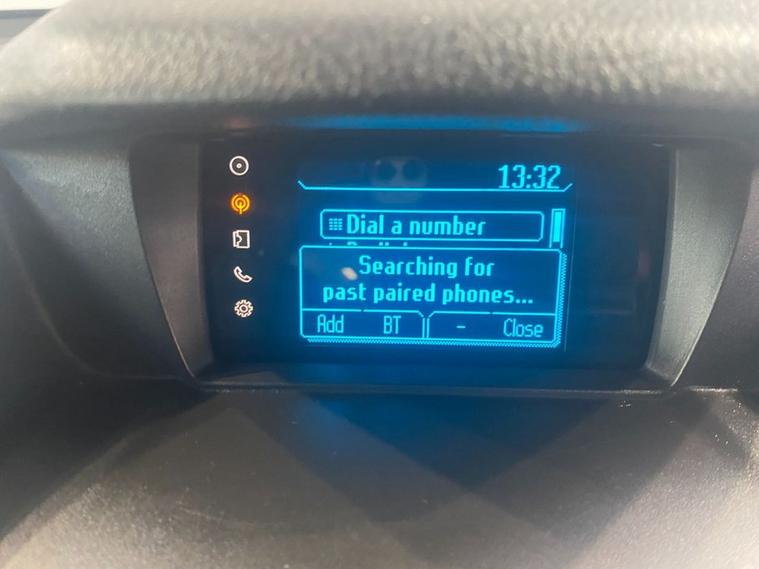 13:32
Dial a number
Searching for
past paired phones...
Add BT - Close